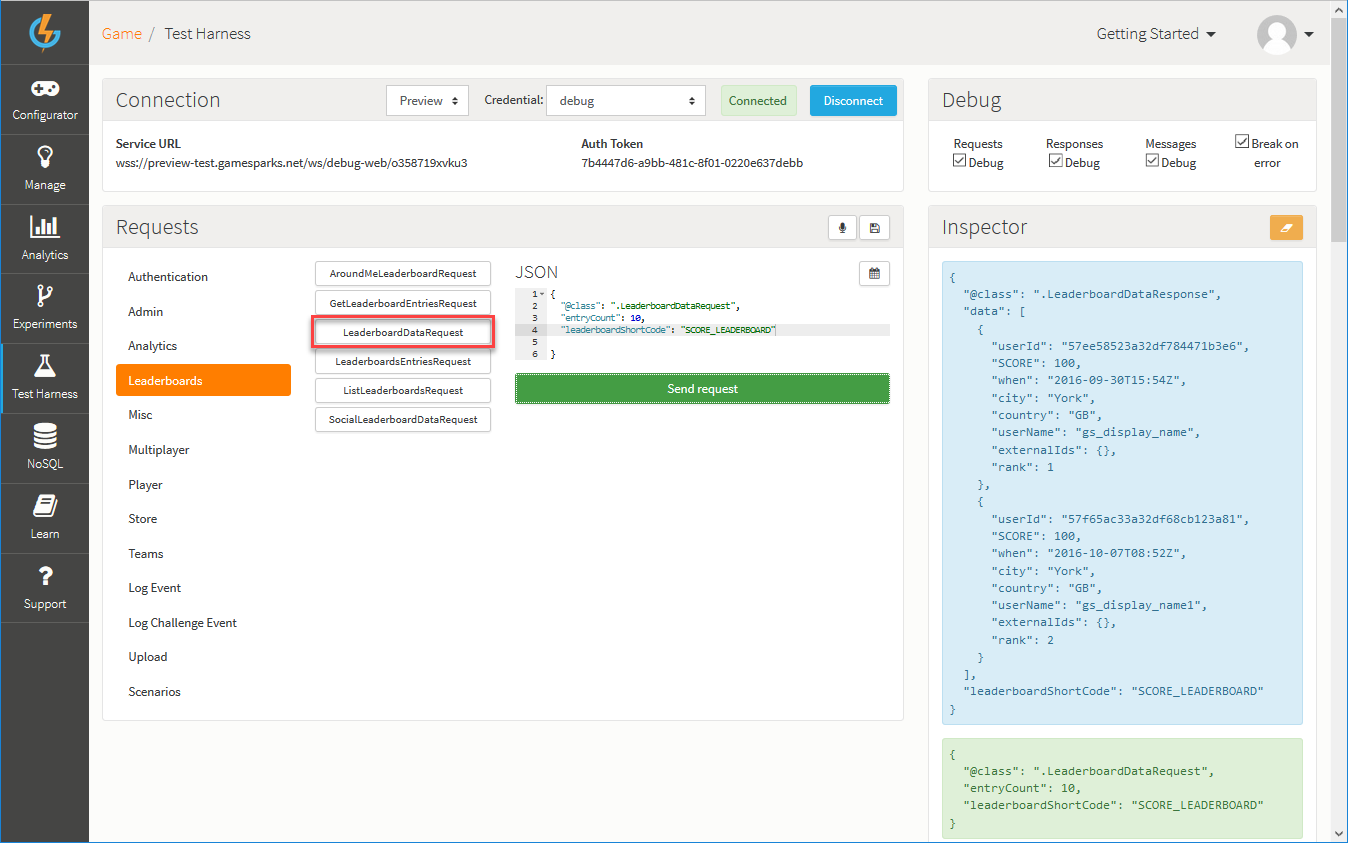 Game / Test Harness
Getting Started
Configurator
Manage
Analytics
Experiments
Test Harness
NoSQL
Learn
Support
Connection
Preview
Credential:
debug
Connected
Disconnect
Service URL
wss://preview-test.gamesparks.net/ws/debug-web/o358719xvku3
Auth Token
7b4447d6-a9bb-481c-8f01-0220e637debb
Debug
Requests
Debug
Responses
Debug
Messages
Debug
Break on
error
Requests
Authentication
Admin
Analytics
Leaderboards
Misc
Multiplayer
Player
Store
Teams
Log Event
Log Challenge Event
Upload
Scenarios
AroundMeLeaderboardRequest
GetLeaderboardEntriesRequest
LeaderboardDataRequest
LeaderboardsEntriesRequest
ListLeaderboardsRequest
SocialLeaderboardDataRequest
JSON
1 {
2 "@class": ".LeaderboardDataRequest",
3 "entryCount": 10,
4 "leaderboardShortCode": "SCORE_LEADERBOARD"
5
6 }
Send request
Inspector
{
"@class": ".LeaderboardDataResponse",
"data": [
{
"userId": "57ee58523a32df784471b3e6",
"SCORE": 100,
"when": "2016-09-30T15:54Z",
"city": "York",
"country": "GB",
"userName": "gs_display_name",
"externalIds": {},
"rank": 1
},
{
"userId": "57f65ac33a32df68cb123a81",
"SCORE": 100,
"when": "2016-10-07T08:52Z",
"city": "York",
"country": "GB",
"userName": "gs_display_name1",
"externalIds": {},
"rank": 2
}
],
"leaderboardShortCode": "SCORE_LEADERBOARD"
}
{
"@class": ".LeaderboardDataRequest",
"entryCount": 10,
"leaderboardShortCode": "SCORE_LEADERBOARD"
}